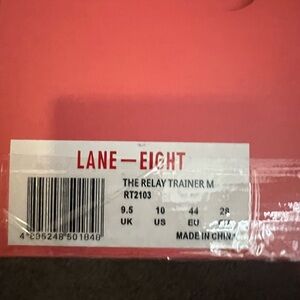 LANE—EIGHT
THE RELAY TRAINER M
RT2103
9.5 10 44 28
UK US EU
MADE IN CHINA